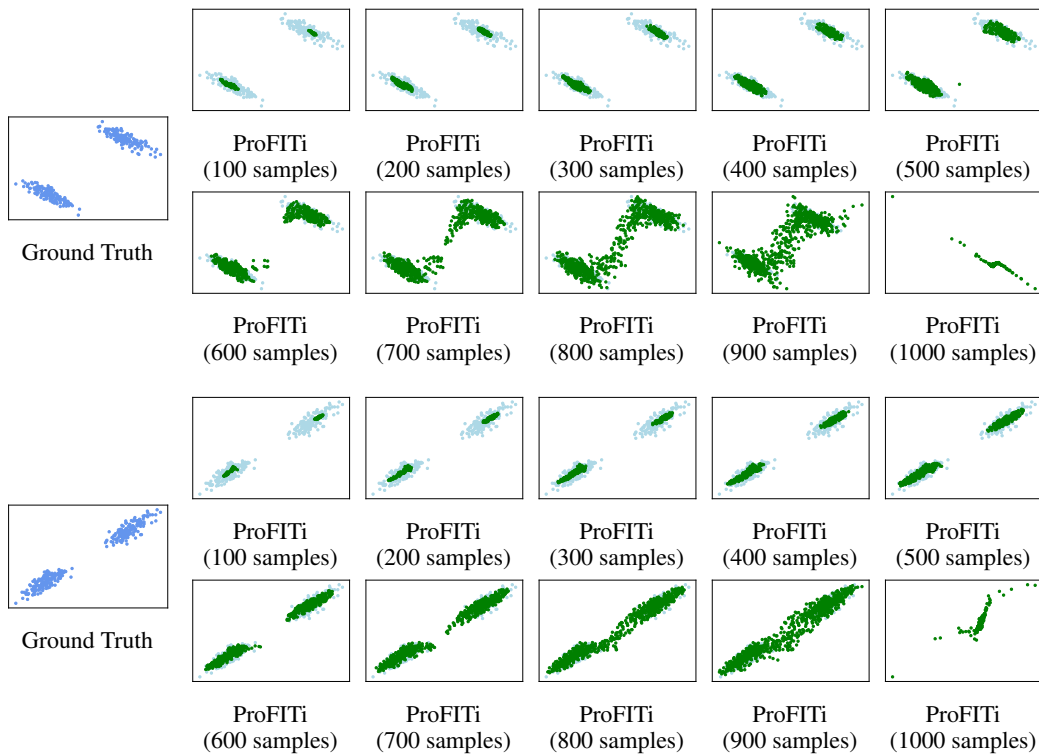 ProFITi ProFITi ProFITi ProFITi ProFITi
(100 samples) (200 samples) (300 samples) (400 samples) (500 samples)
Ground Truth
ProFITi ProFITi ProFITi ProFITi ProFITi
(600 samples) (700 samples) (800 samples) (900 samples) (1000 samples)
ProFITi ProFITi ProFITi ProFITi ProFITi
(100 samples) (200 samples) (300 samples) (400 samples) (500 samples)
Ground Truth
ProFITi ProFITi ProFITi ProFITi ProFITi
(600 samples) (700 samples) (800 samples) (900 samples) (1000 samples)